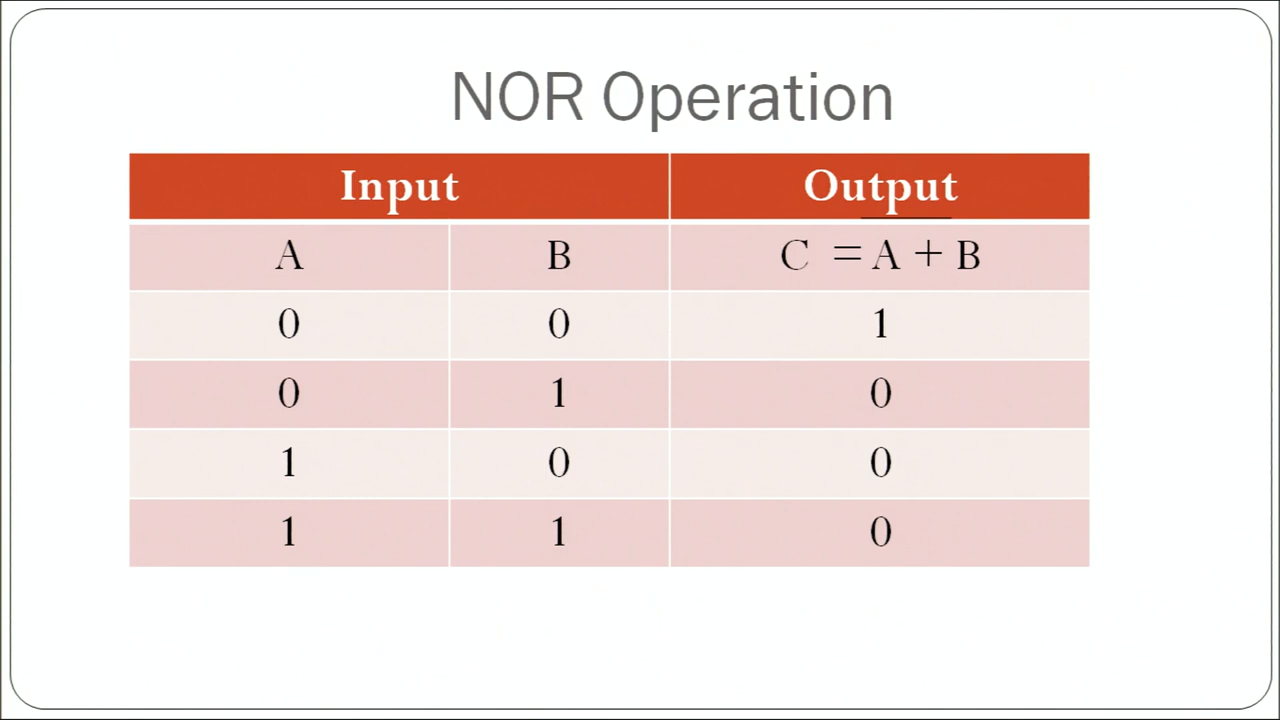 NOR Operation
Input Output
A B C = A + B
0 0 1
0 1 0
1 0 0
1 1 0